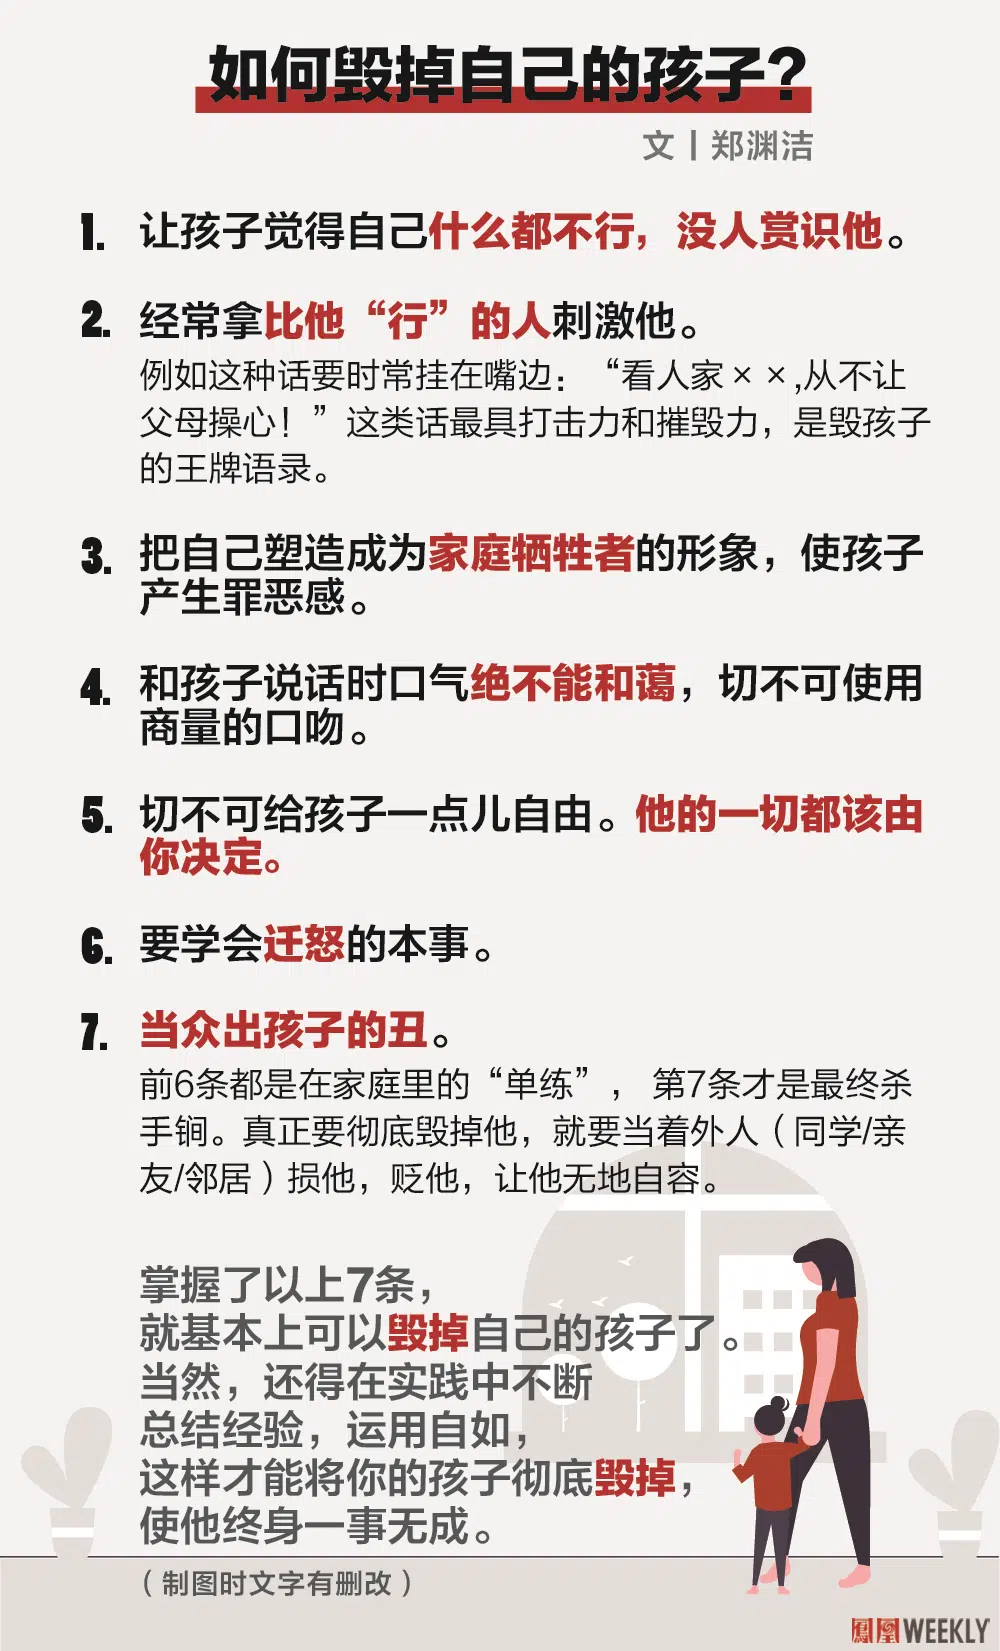 如何毁掉自己的孩子?
文丨郑渊洁
1. 让孩子觉得自己什么都不行，没人赏识他。
2. 经常拿比他“行”的人刺激他。
例如这种话要时常挂在嘴边：“看人家××,从不让
父母操心！”这类话最具打击力和摧毁力，是毁孩子
的王牌语录。
3. 把自己塑造成为家庭牺牲者的形象，使孩子
产生罪恶感。
4. 和孩子说话时口气绝不能和蔼，切不可使用
商量的口吻。
5. 切不可给孩子一点儿自由。他的一切都该由
你决定。
6. 要学会迁怒的本事。
7. 当众出孩子的丑。
前6条都是在家庭里的“单练”， 第7条才是最终杀
手锏。真正要彻底毁掉他，就要当着外人（同学/亲
友/邻居）损他，贬他，让他无地自容。
掌握了以上7条，
就基本上可以毁掉自己的孩子了。
当然，还得在实践中不断
总结经验，运用自如，
这样才能将你的孩子彻底毁掉，
使他终身一事无成。
（制图时文字有删改）
鳳凰WEEKLY